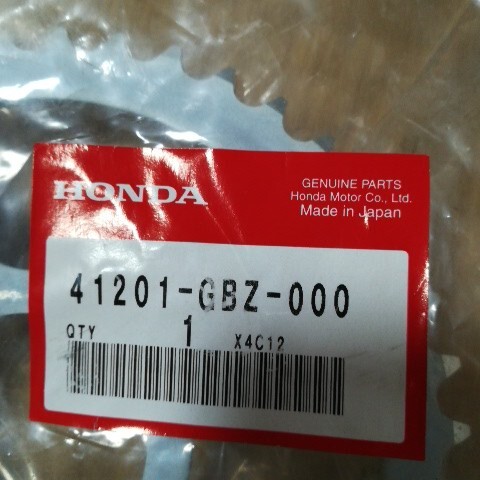 HONDA
GENUINE PARTS
Honda Motor Co., Ltd.
Made in Japan
41201-GBZ-000
QTY 1 X4C12